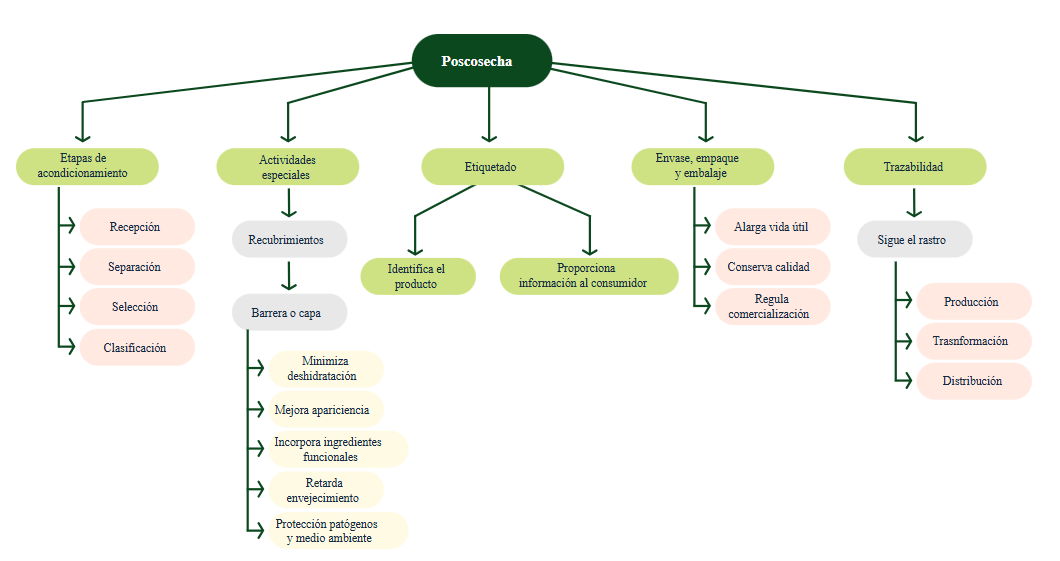 Poscosecha
Etapas de
acondicionamiento
Recepción
Separación
Selección
Clasificación
Actividades
especiales
Recubrimientos
Barrera o capa
Minimiza
deshidratación
Mejora apariciencia
Incorpora ingredientes
funcionales
Retarda
envejecimiento
Protección patógenos
y medio ambiente
Etiquetado
Identifica el
producto
Proporciona
información al consumidor
Envase, empaque
y embalaje
Alarga vida útil
Conserva calidad
Regula
comercialización
Trazabilidad
Sigue el rastro
Producción
Trasnformación
Distribución